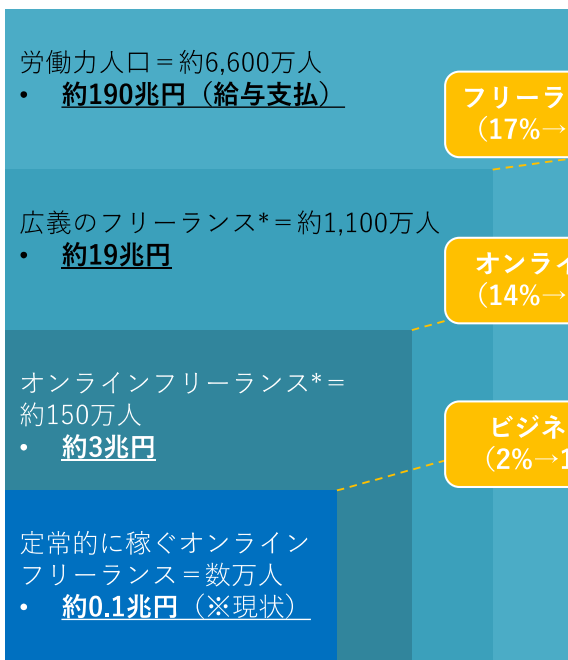 労働力人口＝約6,600万人
• 約190兆円（給与支払）
フリーラ
（17%→
広義のフリーランス*＝約1,100万人
• 約19兆円
オンライ
（14%→
オンラインフリーランス*＝
約150万人
• 約3兆円
ビジネ
（2%→1
定常的に稼ぐオンライン
フリーランス＝数万人
• 約0.1兆円（※現状）